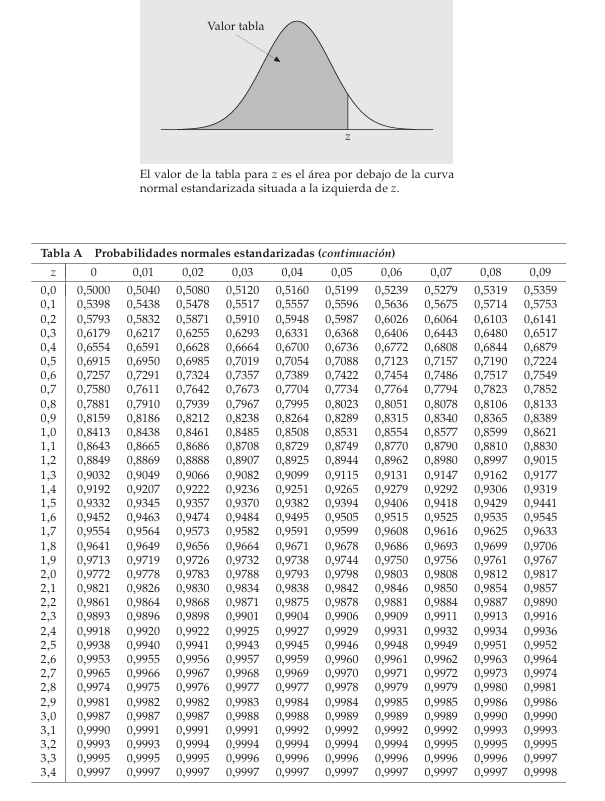 Valor tabla
z
El valor de la tabla para z es el área por debajo de la curva
normal estandarizada situada a la izquierda de z.
Tabla A Probabilidades normales estandarizadas (continuación)
z 0 0,01 0,02 0,03 0,04 0,05 0,06 0,07 0,08 0,09
0,0 0,5000 0,5040 0,5080 0,5120 0,5160 0,5199 0,5239 0,5279 0,5319 0,5359
0,1 0,5398 0,5438 0,5478 0,5517 0,5557 0,5596 0,5636 0,5675 0,5714 0,5753
0,2 0,5793 0,5832 0,5871 0,5910 0,5948 0,5987 0,6026 0,6064 0,6103 0,6141
0,3 0,6179 0,6217 0,6255 0,6293 0,6331 0,6368 0,6406 0,6443 0,6480 0,6517
0,4 0,6554 0,6591 0,6628 0,6664 0,6700 0,6736 0,6772 0,6808 0,6844 0,6879
0,5 0,6915 0,6950 0,6985 0,7019 0,7054 0,7088 0,7123 0,7157 0,7190 0,7224
0,6 0,7257 0,7291 0,7324 0,7357 0,7389 0,7422 0,7454 0,7486 0,7517 0,7549
0,7 0,7580 0,7611 0,7642 0,7673 0,7704 0,7734 0,7764 0,7794 0,7823 0,7852
0,8 0,7881 0,7910 0,7939 0,7967 0,7995 0,8023 0,8051 0,8078 0,8106 0,8133
0,9 0,8159 0,8186 0,8212 0,8238 0,8264 0,8289 0,8315 0,8340 0,8365 0,8389
1,0 0,8413 0,8438 0,8461 0,8485 0,8508 0,8531 0,8554 0,8577 0,8599 0,8621
1,1 0,8643 0,8665 0,8686 0,8708 0,8729 0,8749 0,8770 0,8790 0,8810 0,8830
1,2 0,8849 0,8869 0,8888 0,8907 0,8925 0,8944 0,8962 0,8980 0,8997 0,9015
1,3 0,9032 0,9049 0,9066 0,9082 0,9099 0,9115 0,9131 0,9147 0,9162 0,9177
1,4 0,9192 0,9207 0,9222 0,9236 0,9251 0,9265 0,9279 0,9292 0,9306 0,9319
1,5 0,9332 0,9345 0,9357 0,9370 0,9382 0,9394 0,9406 0,9418 0,9429 0,9441
1,6 0,9452 0,9463 0,9474 0,9484 0,9495 0,9505 0,9515 0,9525 0,9535 0,9545
1,7 0,9554 0,9564 0,9573 0,9582 0,9591 0,9599 0,9608 0,9616 0,9625 0,9633
1,8 0,9641 0,9649 0,9656 0,9664 0,9671 0,9678 0,9686 0,9693 0,9699 0,9706
1,9 0,9713 0,9719 0,9726 0,9732 0,9738 0,9744 0,9750 0,9756 0,9761 0,9767
2,0 0,9772 0,9778 0,9783 0,9788 0,9793 0,9798 0,9803 0,9808 0,9812 0,9817
2,1 0,9821 0,9826 0,9830 0,9834 0,9838 0,9842 0,9846 0,9850 0,9854 0,9857
2,2 0,9861 0,9864 0,9868 0,9871 0,9875 0,9878 0,9881 0,9884 0,9887 0,9890
2,3 0,9893 0,9896 0,9898 0,9901 0,9904 0,9906 0,9909 0,9911 0,9913 0,9916
2,4 0,9918 0,9920 0,9922 0,9925 0,9927 0,9929 0,9931 0,9932 0,9934 0,9936
2,5 0,9938 0,9940 0,9941 0,9943 0,9945 0,9946 0,9948 0,9949 0,9951 0,9952
2,6 0,9953 0,9955 0,9956 0,9957 0,9959 0,9960 0,9961 0,9962 0,9963 0,9964
2,7 0,9965 0,9966 0,9967 0,9968 0,9969 0,9970 0,9971 0,9972 0,9973 0,9974
2,8 0,9974 0,9975 0,9976 0,9977 0,9977 0,9978 0,9979 0,9979 0,9980 0,9981
2,9 0,9981 0,9982 0,9982 0,9983 0,9984 0,9984 0,9985 0,9985 0,9986 0,9986
3,0 0,9987 0,9987 0,9987 0,9988 0,9988 0,9989 0,9989 0,9989 0,9990 0,9990
3,1 0,9990 0,9991 0,9991 0,9991 0,9992 0,9992 0,9992 0,9992 0,9993 0,9993
3,2 0,9993 0,9993 0,9994 0,9994 0,9994 0,9994 0,9994 0,9995 0,9995 0,9995
3,3 0,9995 0,9995 0,9995 0,9996 0,9996 0,9996 0,9996 0,9996 0,9996 0,9997
3,4 0,9997 0,9997 0,9997 0,9997 0,9997 0,9997 0,9997 0,9997 0,9997 0,9998